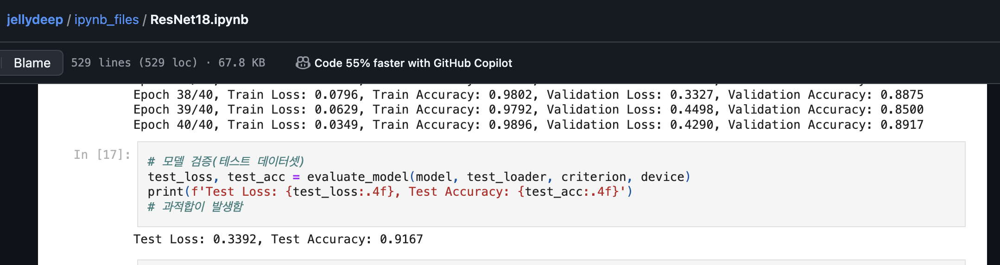 jellydeep / ipynb_files / ResNet18.ipynb
Blame 529 lines (529 loc) · 67.8 KB Code 55% faster with GitHub Copilot
Epoch 38/40, Train Loss: 0.0796, Train Accuracy: 0.9802, Validation Loss: 0.3327, Validation Accuracy: 0.8875
Epoch 39/40, Train Loss: 0.0629, Train Accuracy: 0.9792, Validation Loss: 0.4498, Validation Accuracy: 0.8500
Epoch 40/40, Train Loss: 0.0349, Train Accuracy: 0.9896, Validation Loss: 0.4290, Validation Accuracy: 0.8917
In [17]:
# 모델 검증(테스트 데이터셋)
test_loss, test_acc = evaluate_model(model, test_loader, criterion, device)
print(f'Test Loss: {test_loss:.4f}, Test Accuracy: {test_acc:.4f}')
# 과적합이 발생함
Test Loss: 0.3392, Test Accuracy: 0.9167